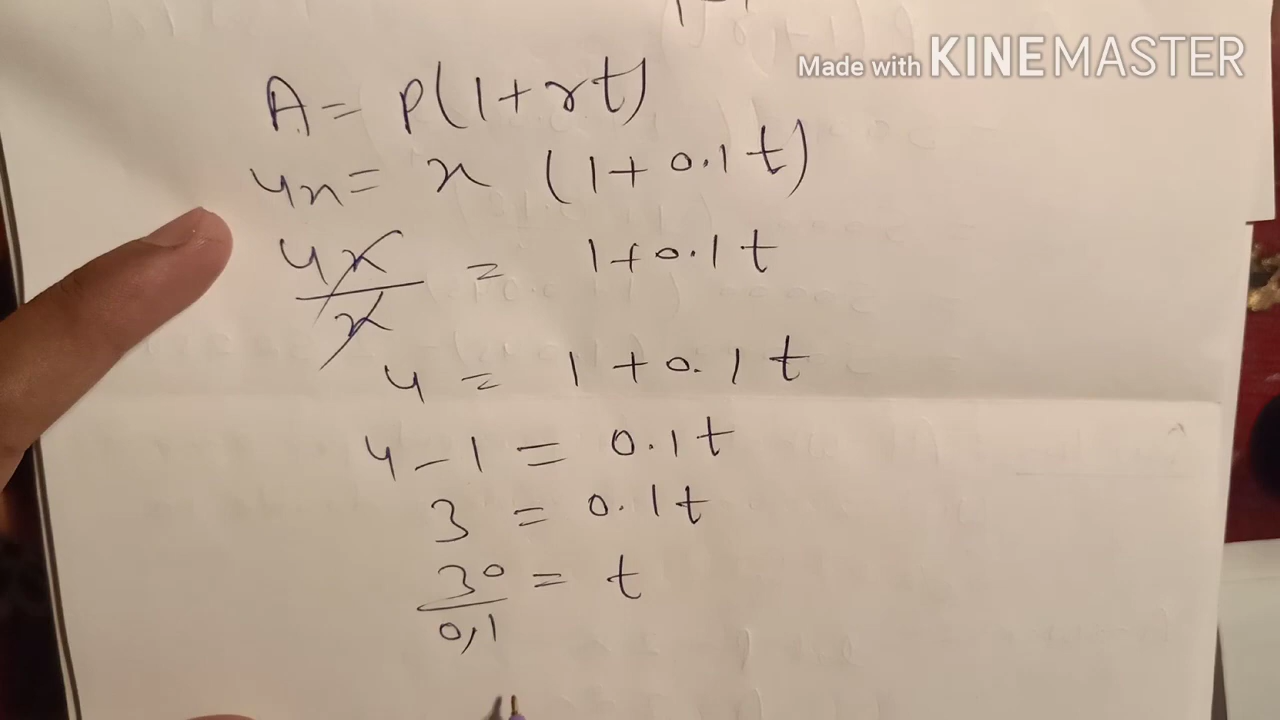 Made with KINEMASTER
A = P(1+rt)
4x = x (1+0.1t)
4x/x = 1+0.1t
4 = 1+0.1t
4-1 = 0.1t
3 = 0.1t
30/0,1 = t